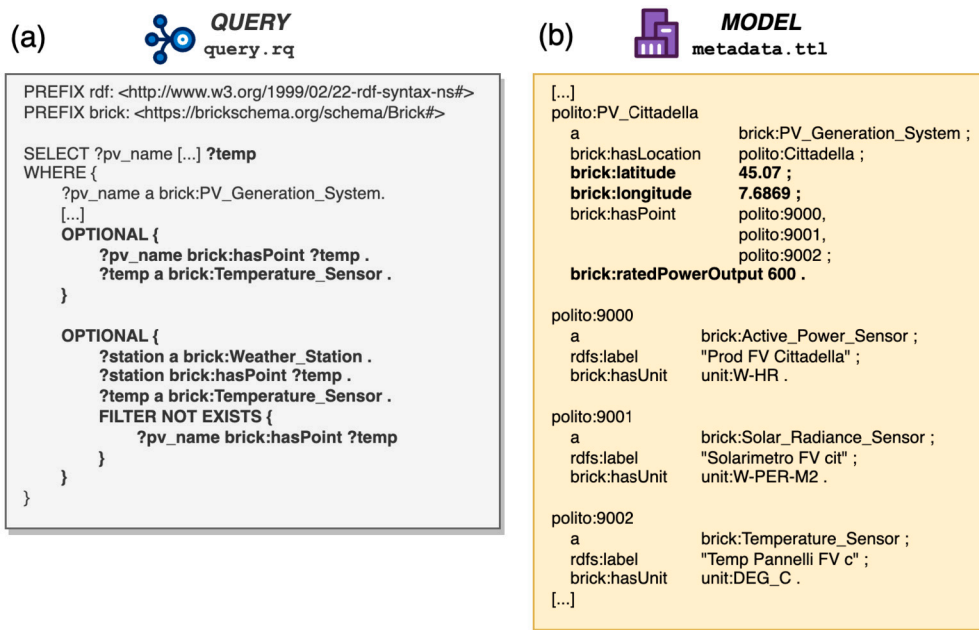 (a)
QUERY
query.rq
PREFIX rdf: <http://www.w3.org/1999/02/22-rdf-syntax-ns#>
PREFIX brick: <https://brickschema.org/schema/Brick#>
SELECT ?pv_name [...] ?temp
WHERE {
?pv_name a brick:PV_Generation_System.
[...]
OPTIONAL {
?pv_name brick:hasPoint ?temp .
?temp a brick:Temperature_Sensor .
}
OPTIONAL {
?station a brick:Weather_Station .
?station brick:hasPoint ?temp .
?temp a brick:Temperature_Sensor .
FILTER NOT EXISTS {
?pv_name brick:hasPoint ?temp
}
}
}
(b)
MODEL
metadata.ttl
[...]
polito:PV_Cittadella
a brick:PV_Generation_System ;
brick:hasLocation polito:Cittadella ;
brick:latitude 45.07 ;
brick:longitude 7.6869 ;
brick:hasPoint polito:9000,
polito:9001,
polito:9002 ;
brick:ratedPowerOutput 600 .
polito:9000
a brick:Active_Power_Sensor ;
rdfs:label "Prod FV Cittadella" ;
brick:hasUnit unit:W-HR .
polito:9001
a brick:Solar_Radiance_Sensor ;
rdfs:label "Solarimetro FV cit" ;
brick:hasUnit unit:W-PER-M2 .
polito:9002
a brick:Temperature_Sensor ;
rdfs:label "Temp Pannelli FV c" ;
brick:hasUnit unit:DEG_C .
[...]